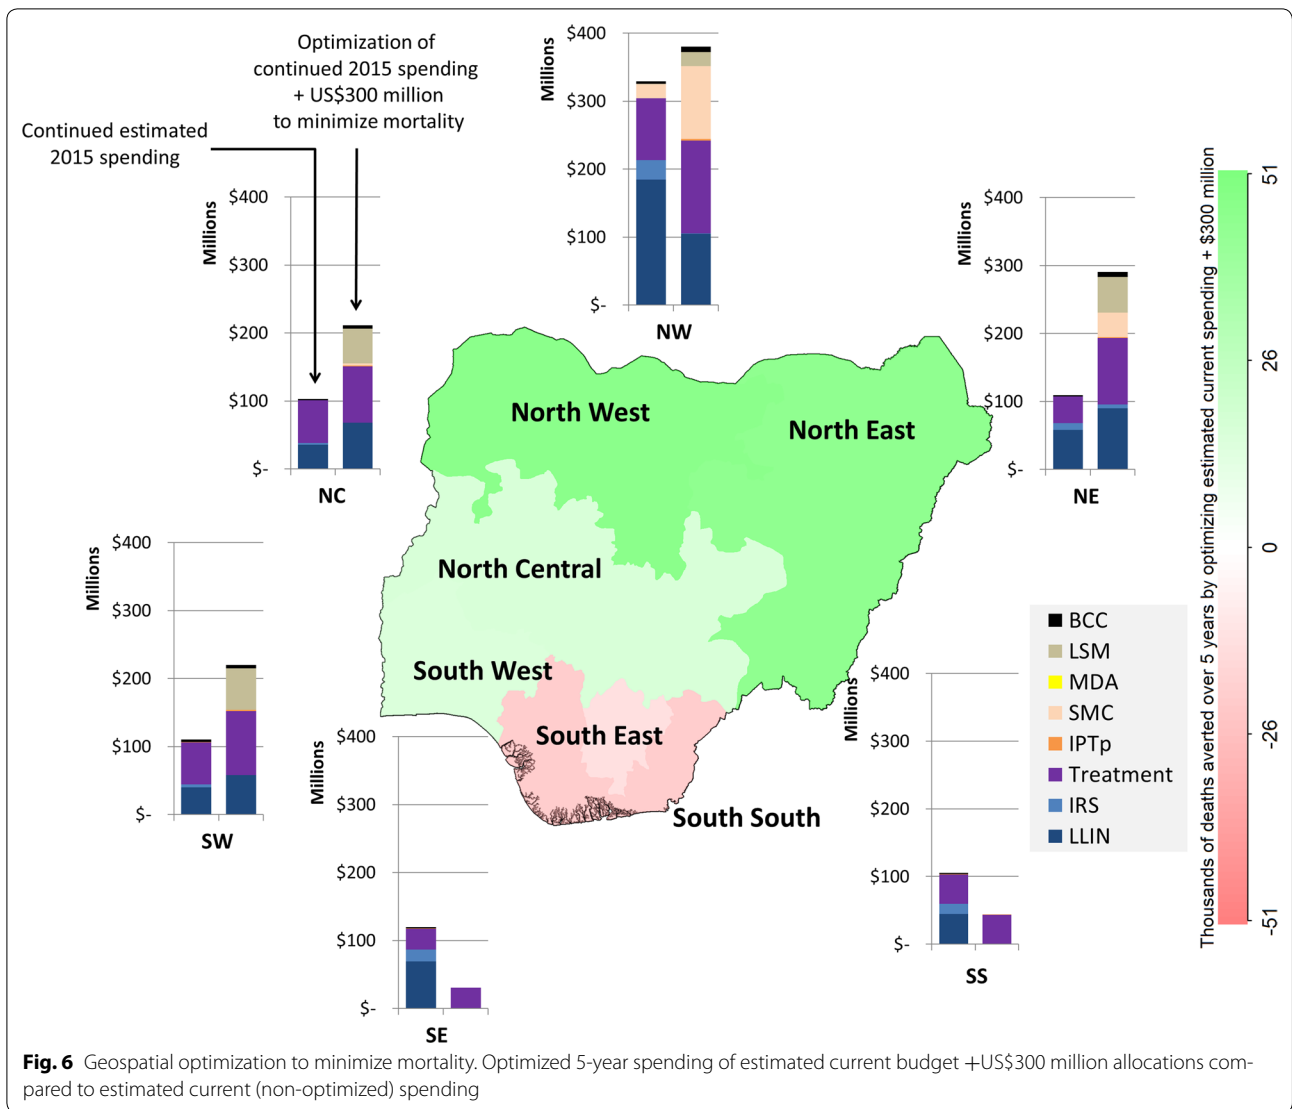 Optimization of
continued 2015 spending
+ US$300 million
to minimize mortality
Continued estimated
2015 spending
Millions
$400
$300
$200
$100
$-
NW
Millions
$400
$300
$200
$100
$-
NC
Millions
$400
$300
$200
$100
$-
NE
Millions
$400
$300
$200
$100
$-
SW
Millions
$400
$300
$200
$100
$-
SE
Millions
$400
$300
$200
$100
$-
SS
North West
North East
North Central
South West
South East
South South
BCC
LSM
MDA
SMC
IPTp
Treatment
IRS
LLIN
Thousands of deaths averted over 5 years by optimizing estimated current spending + $300 million
51
26
0
-26
-51
Fig. 6 Geospatial optimization to minimize mortality. Optimized 5-year spending of estimated current budget +US$300 million allocations com-
pared to estimated current (non-optimized) spending